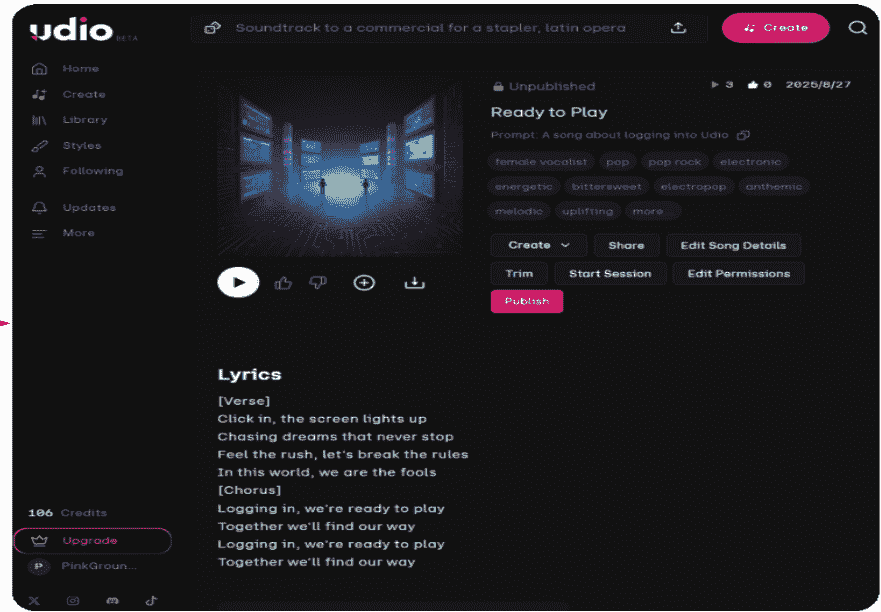 udio BETA
Soundtrack to a commercial for a stapler, latin opera
Create
Home
Create
Library
Styles
Following
Updates
More
106 Credits
Upgrade
P PinkGroun...
Unpublished
3 0 2025/8/27
Ready to Play
Prompt: A song about logging into Udio
female vocalist pop pop rock electronic
energetic bittersweet electropop anthemic
melodic uplifting more...
Create Share Edit Song Details
Trim Start Session Edit Permissions
Publish
Lyrics
[Verse]
Click in, the screen lights up
Chasing dreams that never stop
Feel the rush, let's break the rules
In this world, we are the fools
[Chorus]
Logging in, we're ready to play
Together we'll find our way
Logging in, we're ready to play
Together we'll find our way